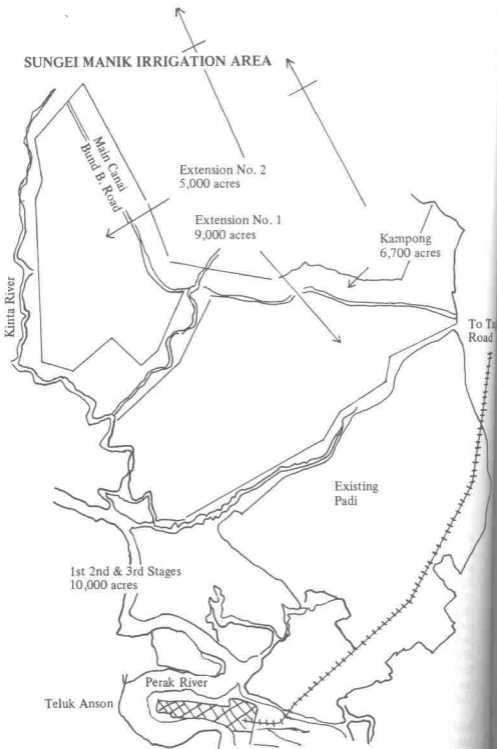 SUNGEI MANIK IRRIGATION AREA
Main Canai
Bund B. Road
Extension No. 2
5,000 acres
Extension No. 1
9,000 acres
Kampong
6,700 acres
Kinta River
To
Road
Existing
Padi
1st 2nd & 3rd Stages
10,000 acres
Perak River
Teluk Anson